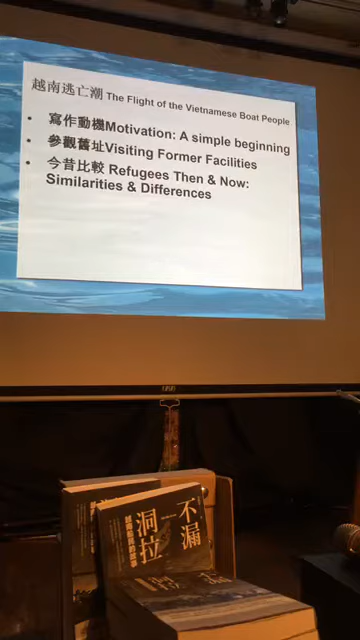 越南逃亡潮 The Flight of the Vietnamese Boat People
• 寫作動機Motivation: A simple beginning
• 參觀舊址Visiting Former Facilities
• 今昔比較 Refugees Then & Now:
Similarities & Differences
不漏
洞拉